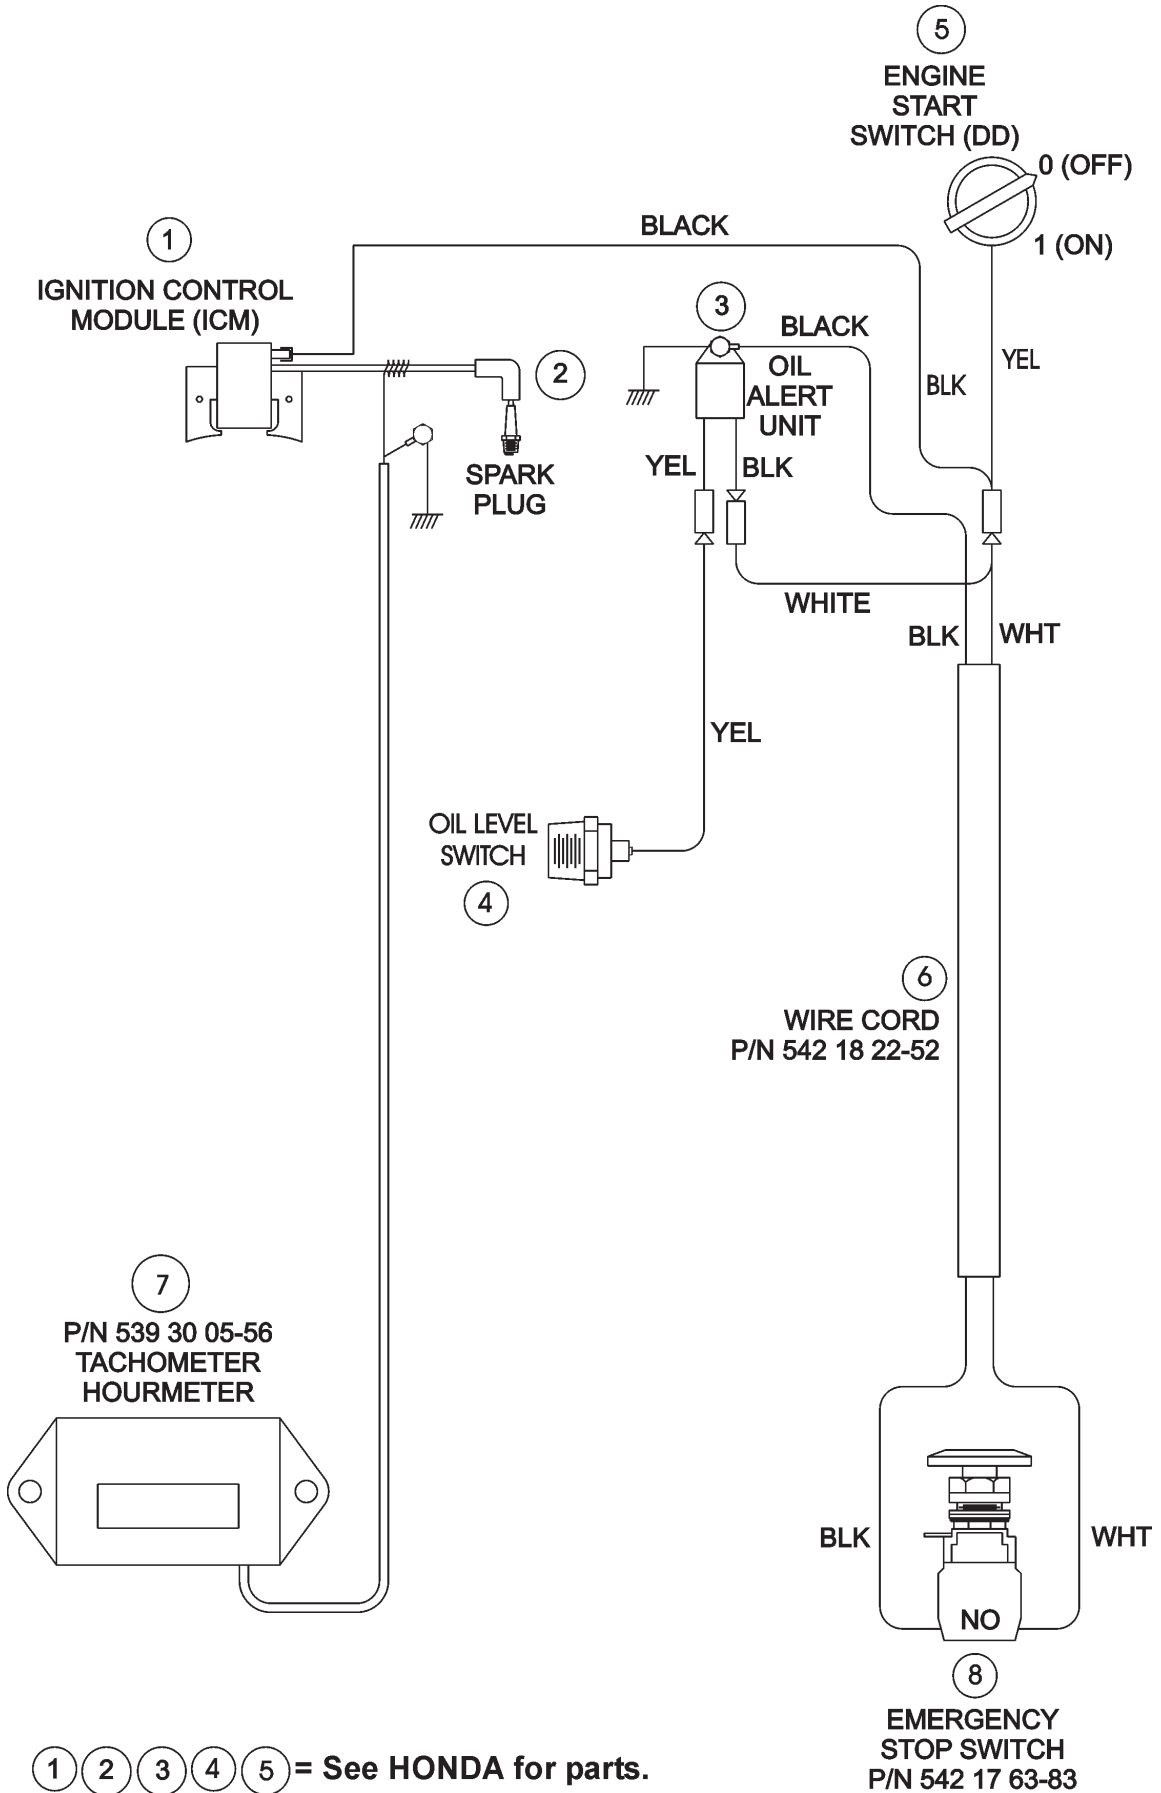 5
ENGINE
START
SWITCH (DD)
0 (OFF)
1 (ON)
BLACK
1
IGNITION CONTROL
MODULE (ICM)
3
BLACK
OIL
ALERT
UNIT
YEL
BLK
2
SPARK
PLUG
YEL
BLK
WHITE
BLK
WHT
YEL
OIL LEVEL
SWITCH
4
6
WIRE CORD
P/N 542 18 22-52
7
P/N 539 30 05-56
TACHOMETER
HOURMETER
BLK
WHT
NO
8
EMERGENCY
STOP SWITCH
P/N 542 17 63-83
1 2 3 4 5 = See HONDA for parts.